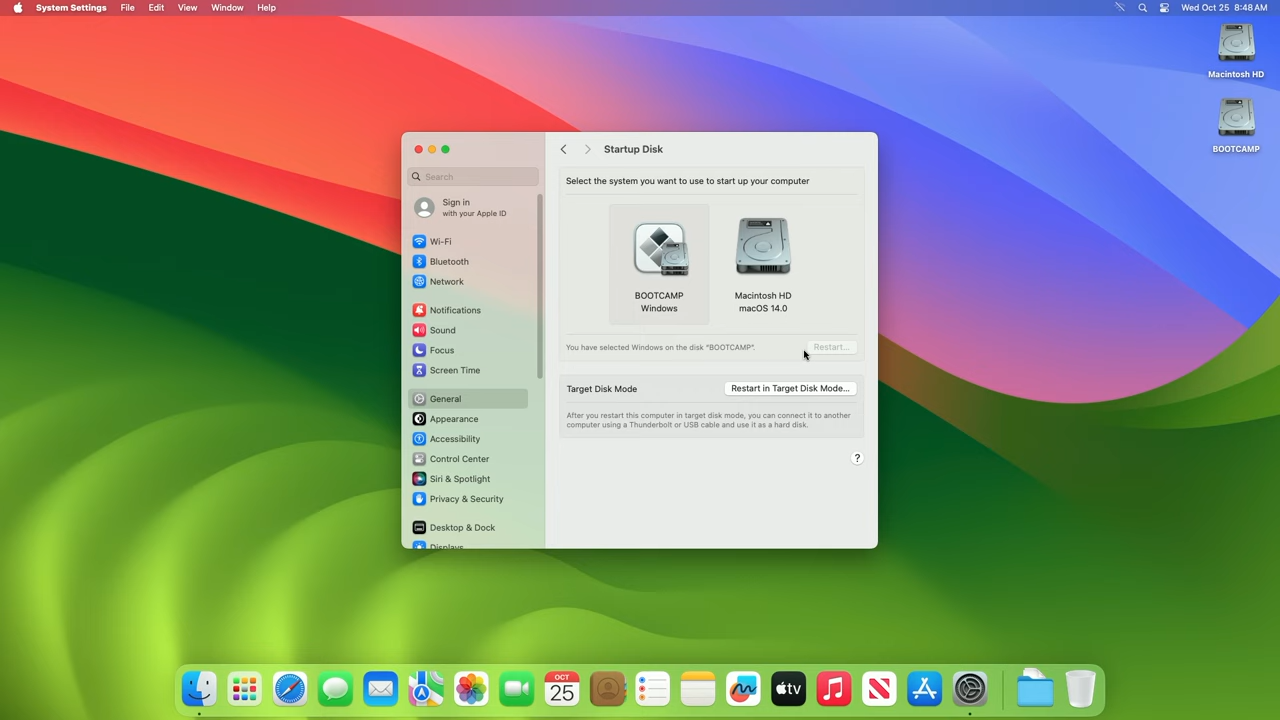 System Settings File Edit View Window Help
Wed Oct 25 8:48 AM
Macintosh HD
BOOTCAMP
Search
Sign in
with your Apple ID
Wi-Fi
Bluetooth
Network
Notifications
Sound
Focus
Screen Time
General
Appearance
Accessibility
Control Center
Siri & Spotlight
Privacy & Security
Desktop & Dock
Displays
Startup Disk
Select the system you want to use to start up your computer
BOOTCAMP
Windows
Macintosh HD
macOS 14.0
You have selected Windows on the disk “BOOTCAMP”.
Restart...
Target Disk Mode
Restart in Target Disk Mode...
After you restart this computer in target disk mode, you can connect it to another
computer using a Thunderbolt or USB cable and use it as a hard disk.
?
OCT
25
tv